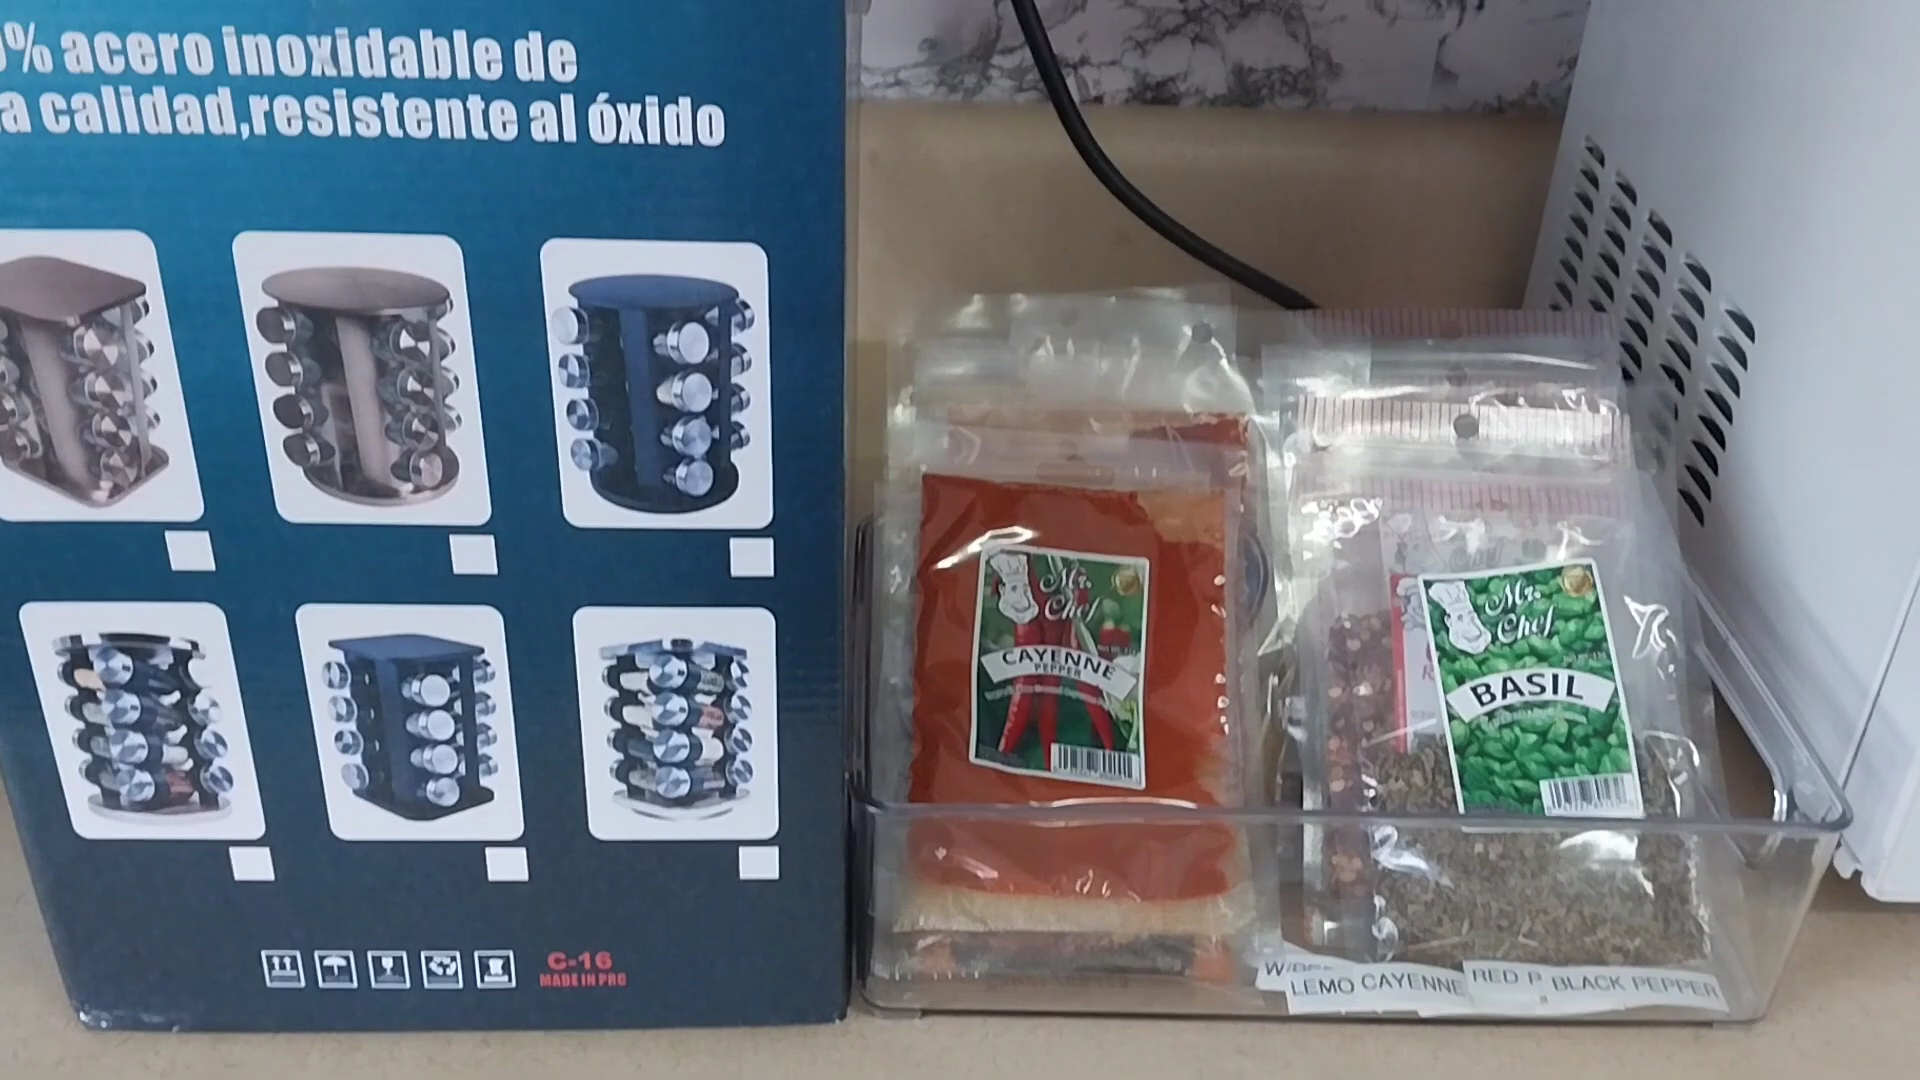 % acero inoxidable de
a calidad,resistente al óxido
C-16
MADE IN PRC
Mr.
Chef
CAYENNE
PEPPER
Mr.
Chef
BASIL
LEMO
CAYENNE
RED P
BLACK PEPPER